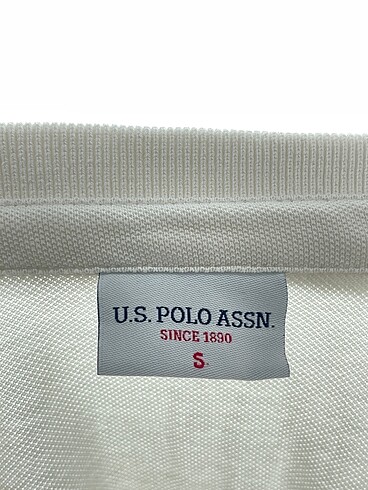 U.S. POLO ASSN.
SINCE 1890
S